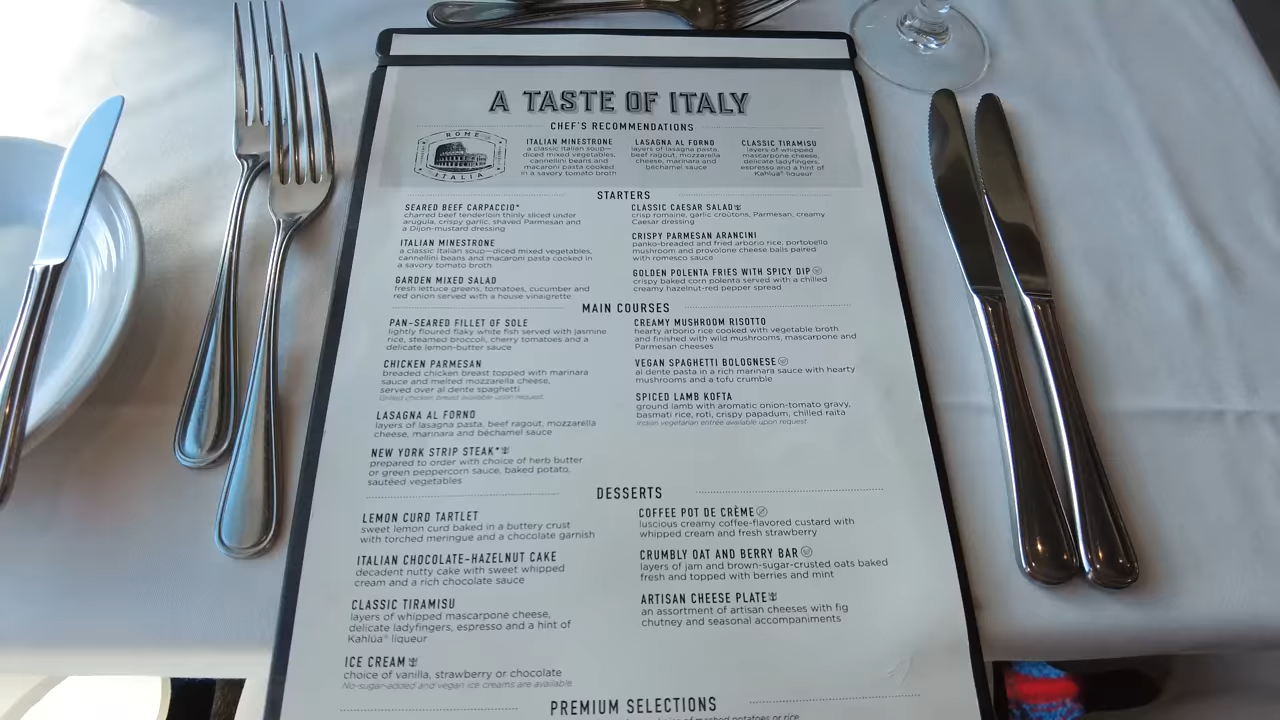 A TASTE OF ITALY
CHEF'S RECOMMENDATIONS
ROME
ITALIA
ITALIAN MINESTRONE
a classic Italian soup—
diced mixed vegetables,
cannellini beans and
macaroni pasta cooked
in a savory tomato broth
LASAGNA AL FORNO
layers of lasagna pasta,
beef ragout, mozzarella
cheese, marinara and
béchamel sauce
CLASSIC TIRAMISU
layers of whipped
mascarpone cheese,
delicate ladyfingers,
espresso and a hint of
Kahlúa® liqueur
STARTERS
SEARED BEEF CARPACCIO*
charred beef tenderloin thinly sliced under
arugula, crispy garlic, shaved Parmesan and
a Dijon-mustard dressing
ITALIAN MINESTRONE
a classic Italian soup—diced mixed vegetables,
cannellini beans and macaroni pasta cooked in
a savory tomato broth
GARDEN MIXED SALAD
fresh lettuce greens, tomatoes, cucumber and
red onion served with a house vinaigrette
CLASSIC CAESAR SALAD
crisp romaine, garlic croûtons, Parmesan, creamy
Caesar dressing
CRISPY PARMESAN ARANCINI
panko-breaded and fried arborio rice, portobello
mushroom and provolone cheese balls paired
with romesco sauce
GOLDEN POLENTA FRIES WITH SPICY DIP
crispy baked corn polenta served with a chilled
creamy hazelnut-red pepper spread
MAIN COURSES
PAN-SEARED FILLET OF SOLE
lightly floured flaky white fish served with jasmine
rice, steamed broccoli, cherry tomatoes and a
delicate lemon-butter sauce
CHICKEN PARMESAN
breaded chicken breast topped with marinara
sauce and melted mozzarella cheese,
served over al dente spaghetti
Grilled chicken breast available upon request.
LASAGNA AL FORNO
layers of lasagna pasta, beef ragout, mozzarella
cheese, marinara and béchamel sauce
NEW YORK STRIP STEAK*
prepared to order with choice of herb butter
or green peppercorn sauce, baked potato,
sautéed vegetables
CREAMY MUSHROOM RISOTTO
hearty arborio rice cooked with vegetable broth
and finished with wild mushrooms, mascarpone and
Parmesan cheeses
VEGAN SPAGHETTI BOLOGNESE
al dente pasta in a rich marinara sauce with hearty
mushrooms and a tofu crumble
SPICED LAMB KOFTA
ground lamb with aromatic onion-tomato gravy,
basmati rice, roti, crispy papadum, chilled raita
Indian vegetarian entrée available upon request
DESSERTS
LEMON CURD TARTLET
sweet lemon curd baked in a buttery crust
with torched meringue and a chocolate garnish
ITALIAN CHOCOLATE-HAZELNUT CAKE
decadent nutty cake with sweet whipped
cream and a rich chocolate sauce
CLASSIC TIRAMISU
layers of whipped mascarpone cheese,
delicate ladyfingers, espresso and a hint of
Kahlúa® liqueur
ICE CREAM
choice of vanilla, strawberry or chocolate
No-sugar-added and vegan ice creams are available.
COFFEE POT DE CRÈME
luscious creamy coffee-flavored custard with
whipped cream and fresh strawberry
CRUMBLY OAT AND BERRY BAR
layers of jam and brown-sugar-crusted oats baked
fresh and topped with berries and mint
ARTISAN CHEESE PLATE
an assortment of artisan cheeses with fig
chutney and seasonal accompaniments
PREMIUM SELECTIONS
of mashed potatoes or rice